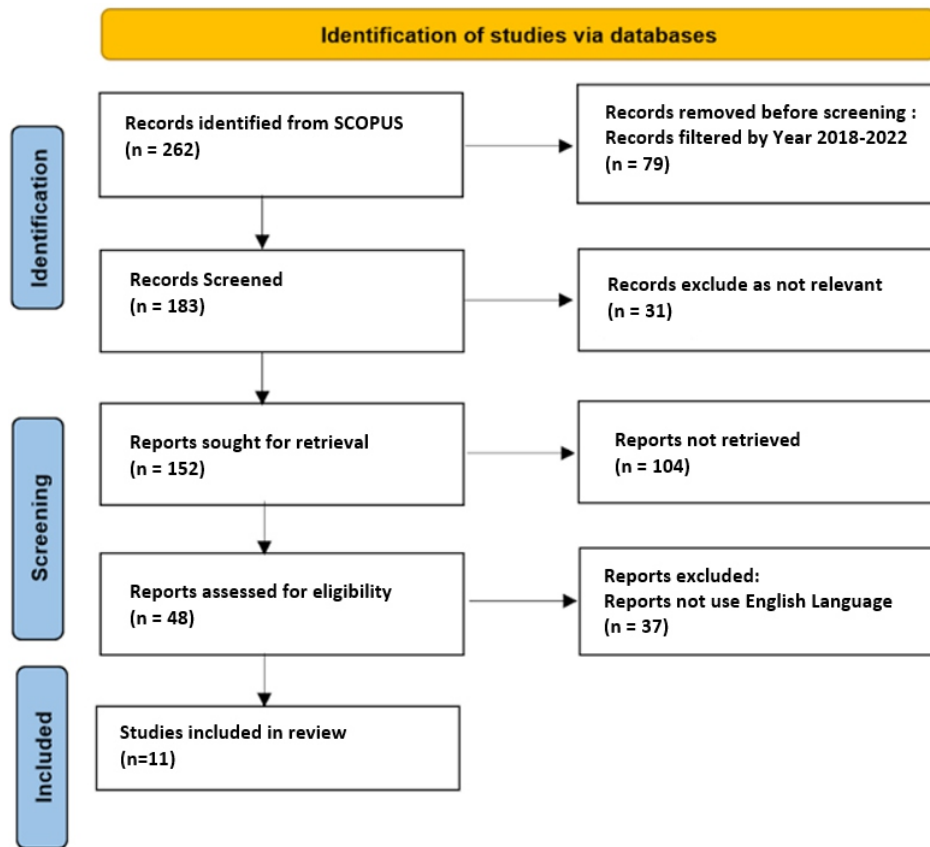 Identification of studies via databases
Identification
Records identified from SCOPUS
(n = 262)
Records removed before screening :
Records filtered by Year 2018-2022
(n = 79)
Records Screened
(n = 183)
Records exclude as not relevant
(n = 31)
Screening
Reports sought for retrieval
(n = 152)
Reports not retrieved
(n = 104)
Reports assessed for eligibility
(n = 48)
Reports excluded:
Reports not use English Language
(n = 37)
Included
Studies included in review
(n=11)